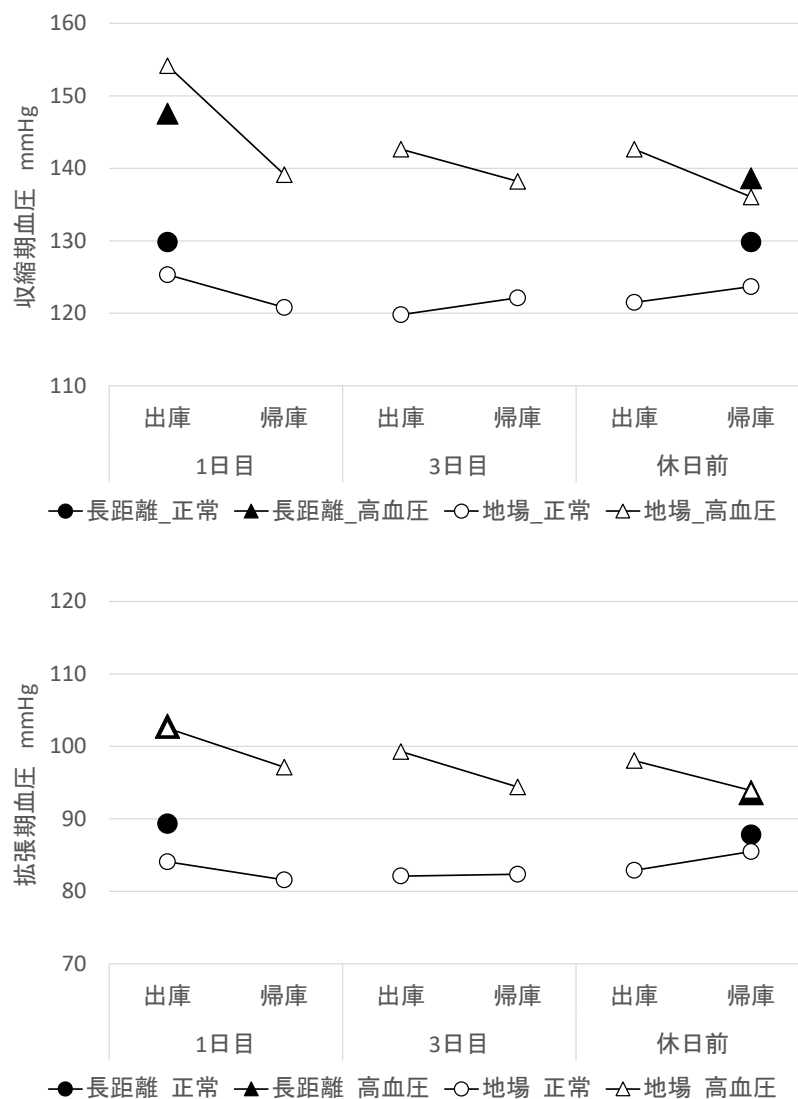 160
150
140
130
120
110
収縮期血圧 mmHg
出庫 帰庫 出庫 帰庫 出庫 帰庫
1日目 3日目 休日前
長距離_正常 長距離_高血圧 地場_正常 地場_高血圧
120
110
100
90
80
70
拡張期血圧 mmHg
出庫 帰庫 出庫 帰庫 出庫 帰庫
1日目 3日目 休日前
長距離 正常 長距離 高血圧 地場 正常 地場 高血圧